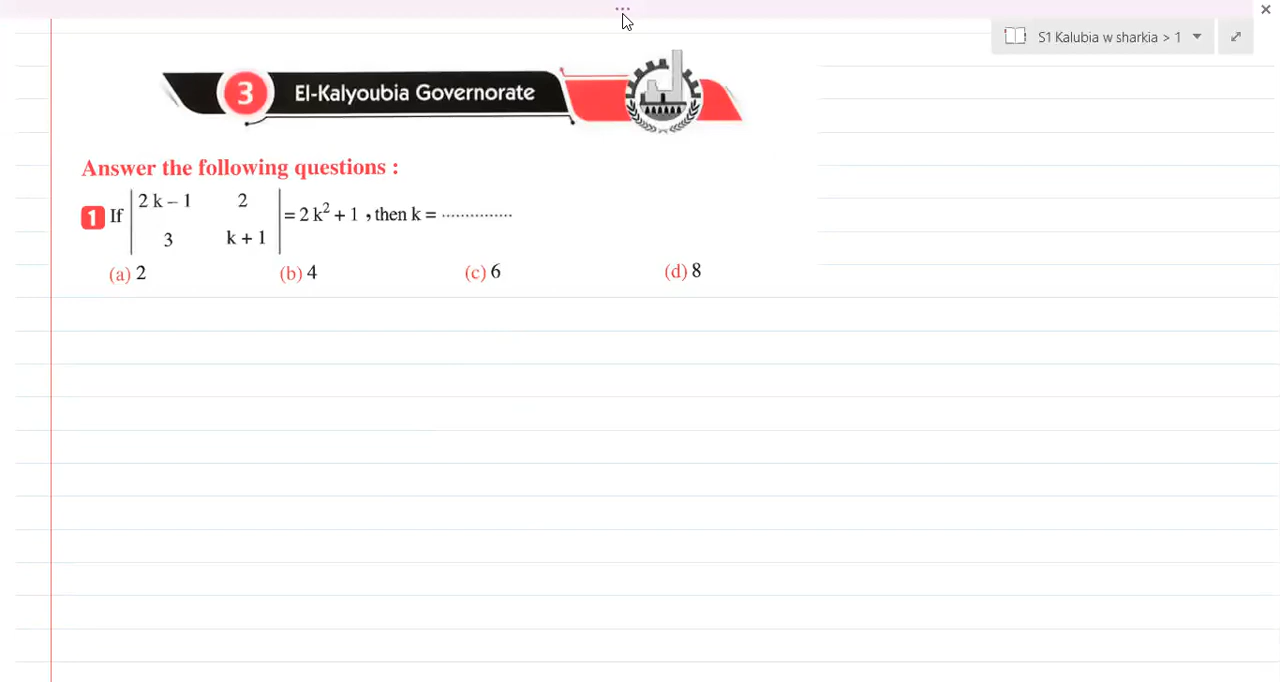 S1 Kalubia w sharkia > 1
3 El-Kalyoubia Governorate
Answer the following questions :
1 If | 2 k – 1 2 |
| 3 k + 1 | = 2 k² + 1 , then k = ...............
(a) 2 (b) 4 (c) 6 (d) 8